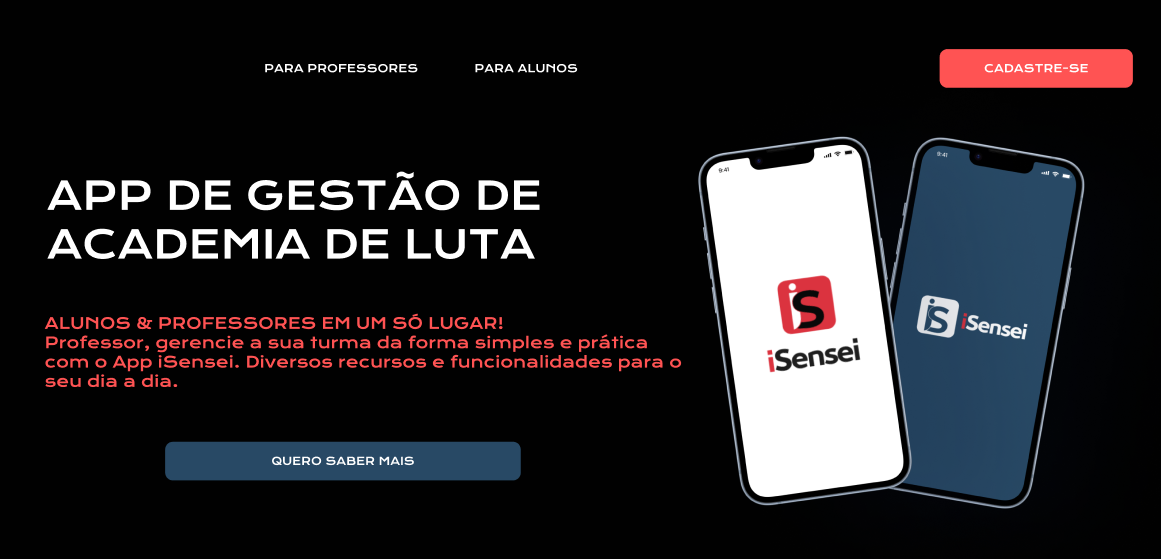 PARA PROFESSORES
PARA ALUNOS
CADASTRE-SE
APP DE GESTÃO DE
ACADEMIA DE LUTA
ALUNOS & PROFESSORES EM UM SÓ LUGAR!
Professor, gerencie a sua turma da forma simples e prática
com o App iSensei. Diversos recursos e funcionalidades para o
seu dia a dia.
QUERO SABER MAIS
9:41
iS
iSensei
9:41
iS iSensei